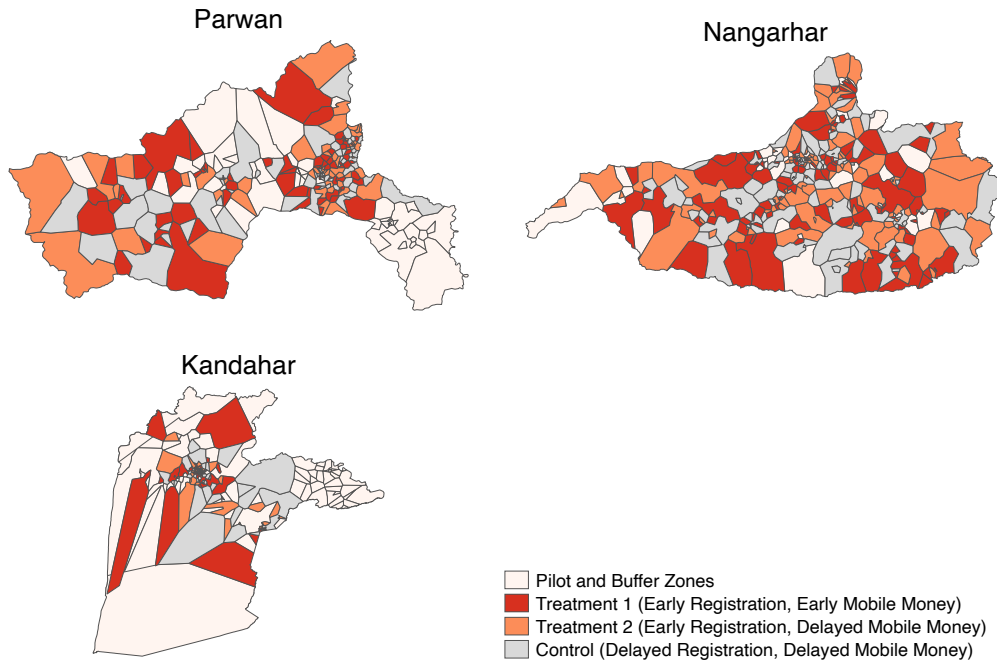 Parwan
Nangarhar
Kandahar
Pilot and Buffer Zones
Treatment 1 (Early Registration, Early Mobile Money)
Treatment 2 (Early Registration, Delayed Mobile Money)
Control (Delayed Registration, Delayed Mobile Money)